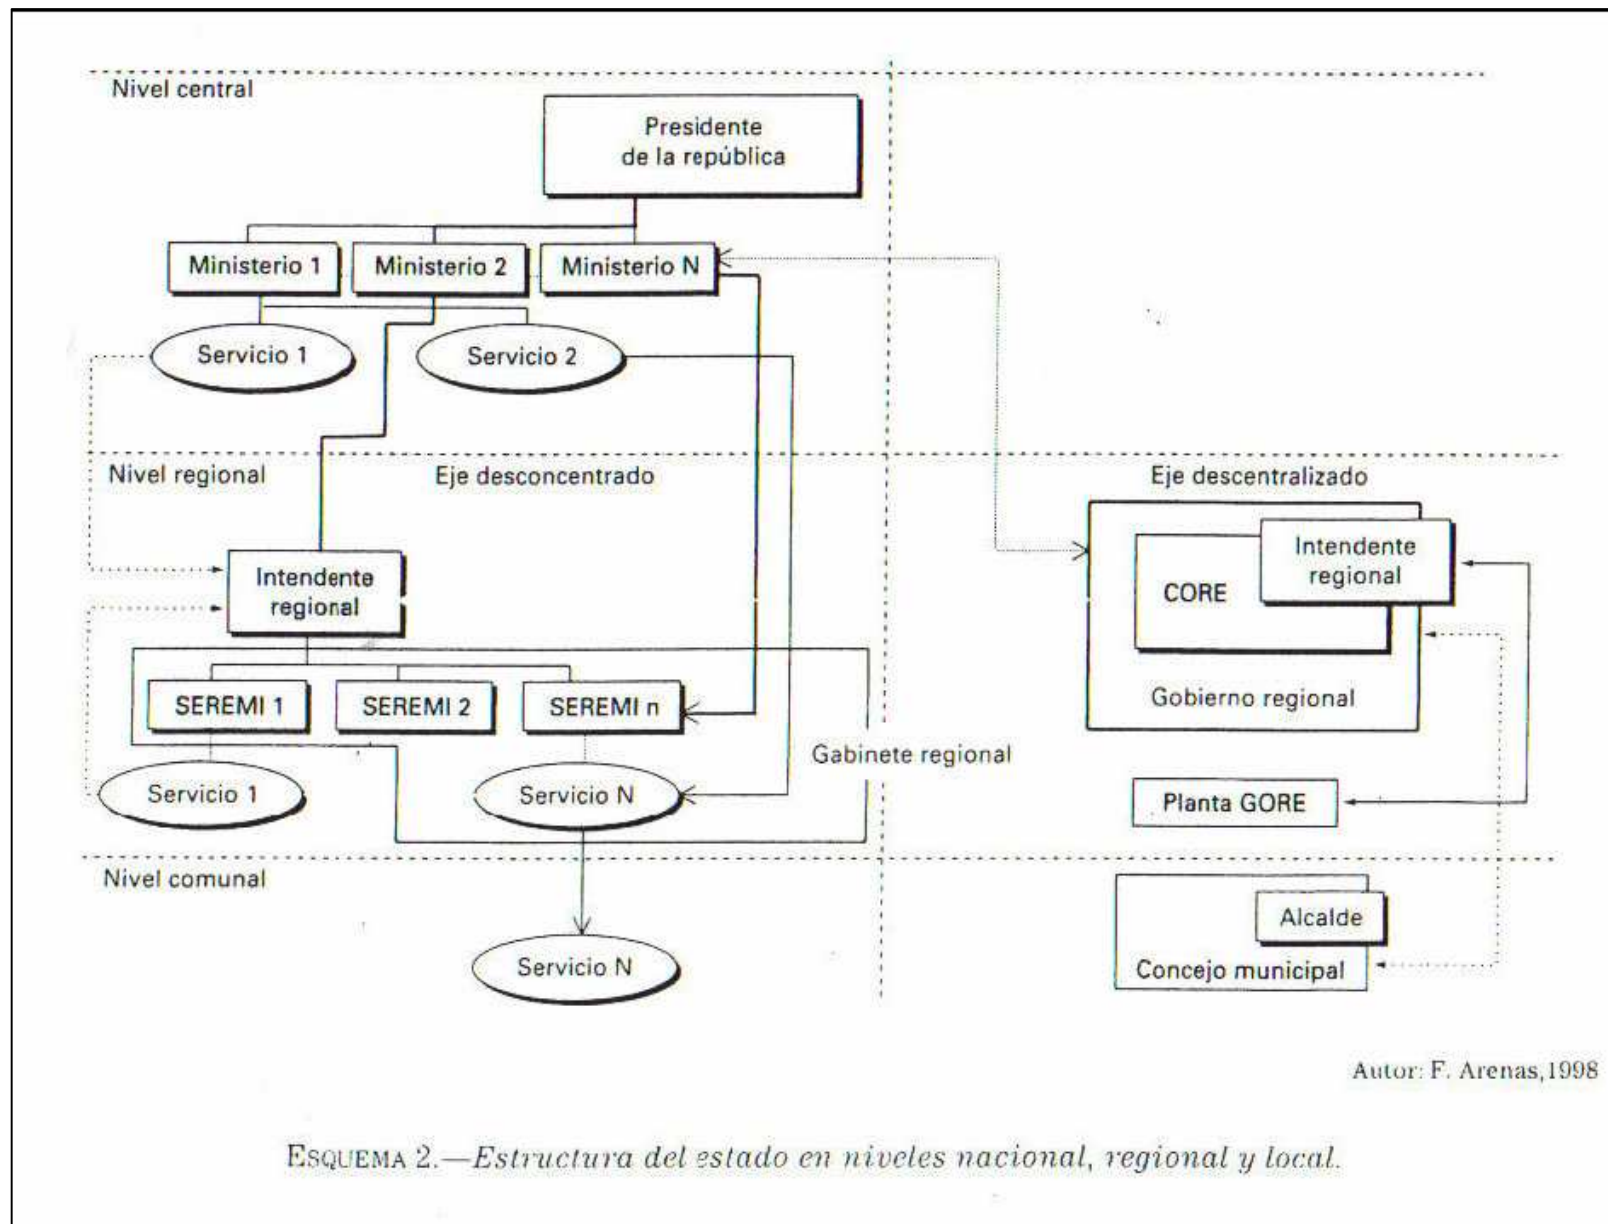 Nivel central
Presidente
de la república
Ministerio 1
Ministerio 2
Ministerio N
Servicio 1
Servicio 2
Nivel regional
Eje desconcentrado
Eje descentralizado
Intendente
regional
Intendente
regional
CORE
Gobierno regional
SEREMI 1
SEREMI 2
SEREMI n
Gabinete regional
Servicio 1
Servicio N
Planta GORE
Nivel comunal
Alcalde
Concejo municipal
Servicio N
Autor: F. Arenas,1998
ESQUEMA 2.—Estructura del estado en niveles nacional, regional y local.